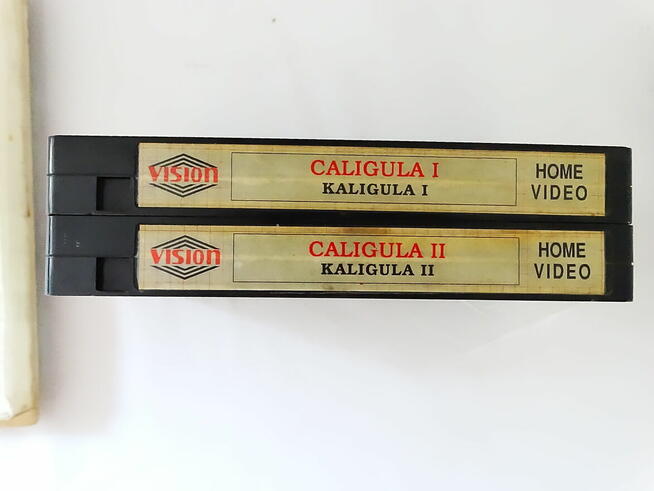 VISION
CALIGULA I
KALIGULA I
HOME
VIDEO
VISION
CALIGULA II
KALIGULA II
HOME
VIDEO